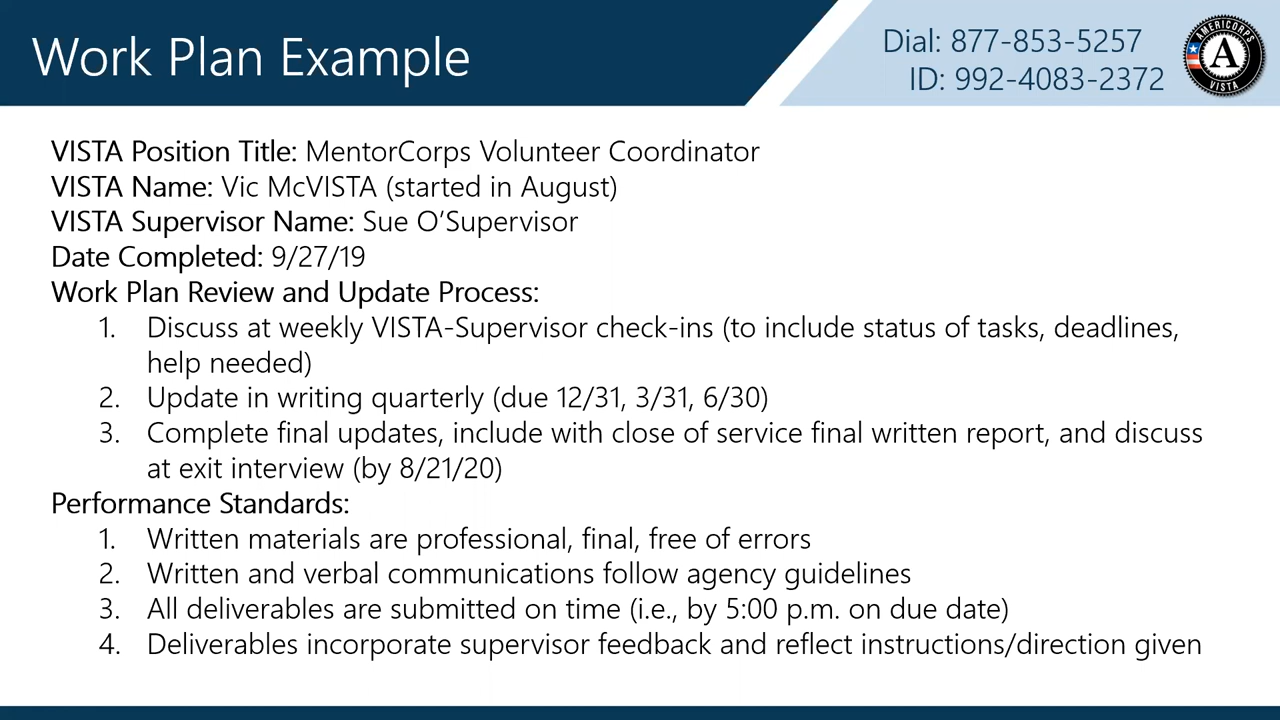 Work Plan Example
Dial: 877-853-5257
ID: 992-4083-2372
AMERICORPS
A
VISTA
VISTA Position Title: MentorCorps Volunteer Coordinator
VISTA Name: Vic McVISTA (started in August)
VISTA Supervisor Name: Sue O’Supervisor
Date Completed: 9/27/19
Work Plan Review and Update Process:
1. Discuss at weekly VISTA-Supervisor check-ins (to include status of tasks, deadlines,
help needed)
2. Update in writing quarterly (due 12/31, 3/31, 6/30)
3. Complete final updates, include with close of service final written report, and discuss
at exit interview (by 8/21/20)
Performance Standards:
1. Written materials are professional, final, free of errors
2. Written and verbal communications follow agency guidelines
3. All deliverables are submitted on time (i.e., by 5:00 p.m. on due date)
4. Deliverables incorporate supervisor feedback and reflect instructions/direction given